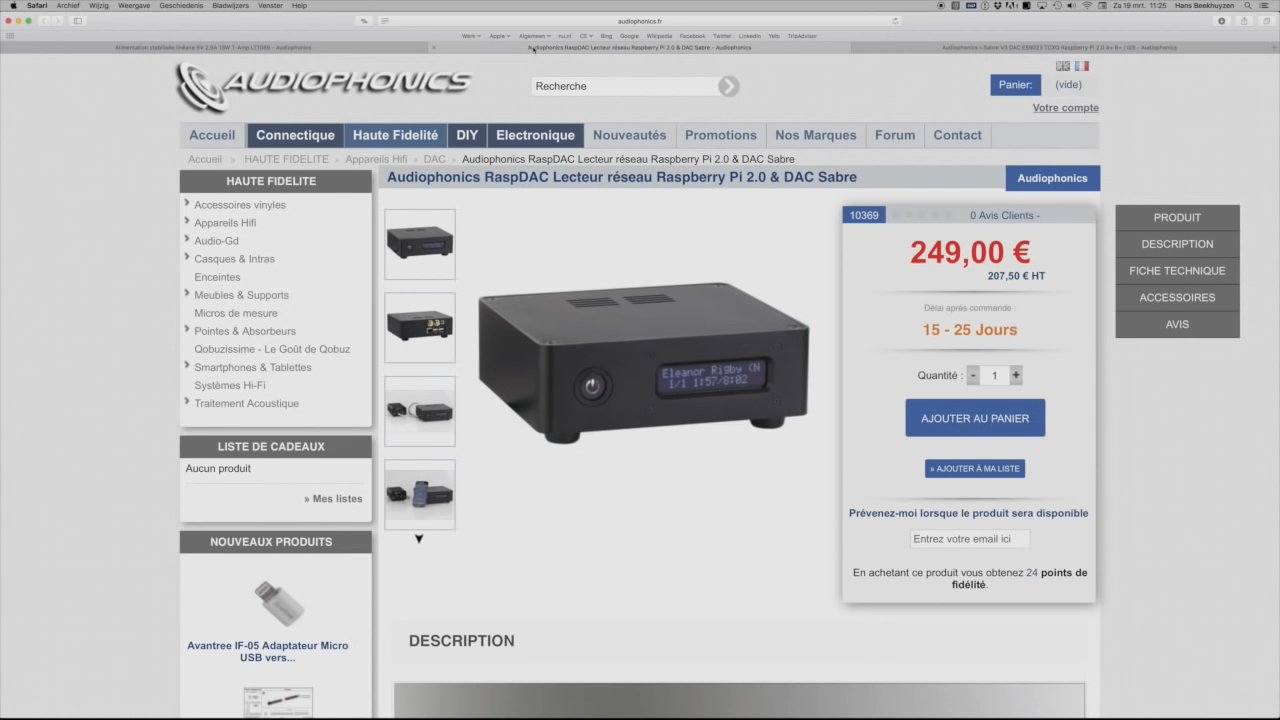 Safari Archief Wijzig Weergave Geschiedenis Bladwijzers Venster Help
Za 19 mrt. 11:25 Hans Beekhuyzen
audiophonics.fr
Werk Apple Algemeen nu.nl CE Bing Google Wikipedia Facebook Twitter LinkedIn Yelp TripAdvisor
Alimentation stabilisée linéaire 5V 2.5A 13W T-Amp LT1085 - Audiophonics
Audiophonics RaspDAC Lecteur réseau Raspberry Pi 2.0 & DAC Sabre - Audiophonics
AUDIOPHONICS
Recherche
Panier:
(vide)
Votre compte
Accueil Connectique Haute Fidelité DIY Electronique Nouveautés Promotions Nos Marques Forum Contact
Accueil » HAUTE FIDELITE » Appareils Hifi » DAC » Audiophonics RaspDAC Lecteur réseau Raspberry Pi 2.0 & DAC Sabre
HAUTE FIDELITE
Accessoires vinyles
Appareils Hifi
Audio-Gd
Casques & Intras
Enceintes
Meubles & Supports
Micros de mesure
Pointes & Absorbeurs
Qobuzissime - Le Goût de Qobuz
Smartphones & Tablettes
Systèmes Hi-Fi
Traitement Acoustique
LISTE DE CADEAUX
Aucun produit
» Mes listes
NOUVEAUX PRODUITS
Avantree IF-05 Adaptateur Micro
USB vers...
Audiophonics RaspDAC Lecteur réseau Raspberry Pi 2.0 & DAC Sabre
Audiophonics
Eleanor Rigby (N
1/1 1:57/8:02
10369
0 Avis Clients -
249,00 €
207,50 € HT
Délai après commande :
15 - 25 Jours
Quantité : - 1 +
AJOUTER AU PANIER
» AJOUTER À MA LISTE
Prévenez-moi lorsque le produit sera disponible
Entrez votre email ici
En achetant ce produit vous obtenez 24 points de
fidélité.
PRODUIT
DESCRIPTION
FICHE TECHNIQUE
ACCESSOIRES
AVIS
DESCRIPTION